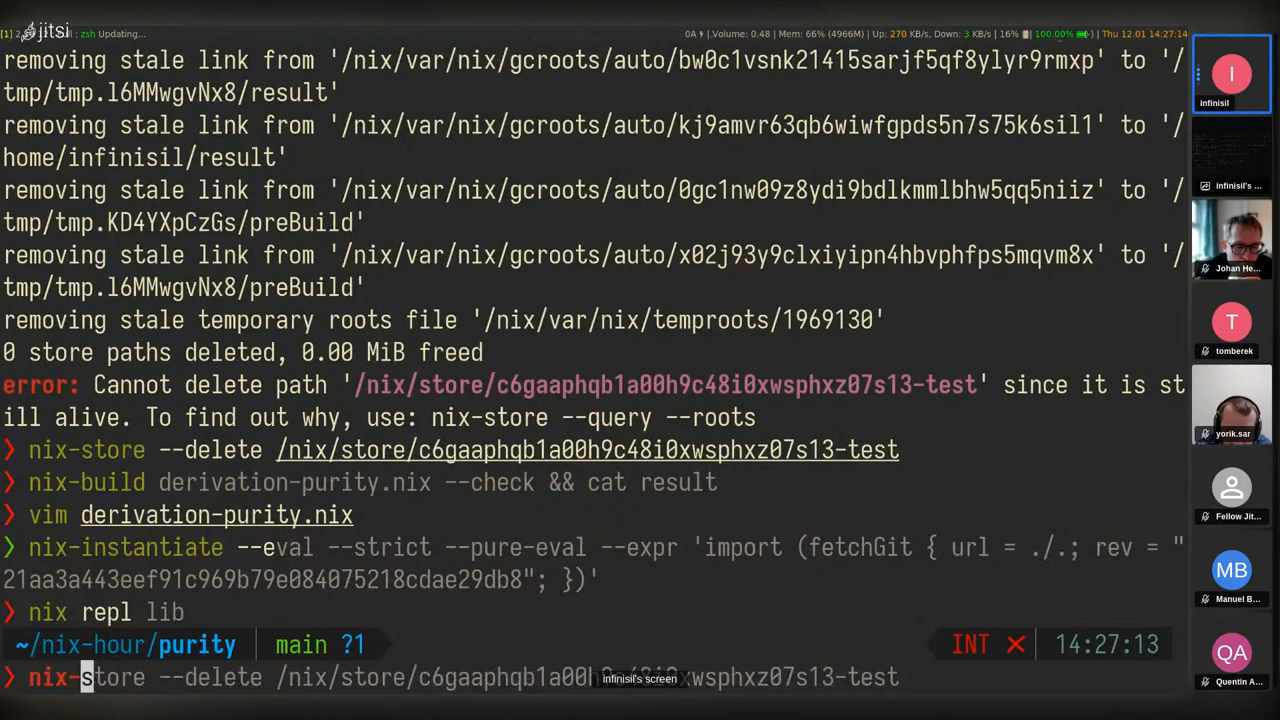 jitsi
[1] 2. : zsh Updating...
0A ⚡ |.Volume: 0.48 | Mem: 66% (4966M) | Up: 270 KB/s, Down: 3 KB/s | 16% | 100.00% | Thu 12.01 14:27:14
removing stale link from '/nix/var/nix/gcroots/auto/bw0c1vsnk21415sarjf5qf8ylyr9rmxp' to '/
tmp/tmp.l6MMwgvNx8/result'
removing stale link from '/nix/var/nix/gcroots/auto/kj9amvr63qb6wiwfgpds5n7s75k6sil1' to '/
home/infinisil/result'
removing stale link from '/nix/var/nix/gcroots/auto/0gc1nw09z8ydi9bdlkmmlbhw5qq5niiz' to '/
tmp/tmp.KD4YXpCzGs/preBuild'
removing stale link from '/nix/var/nix/gcroots/auto/x02j93y9clxiyipn4hbvphfps5mqvm8x' to '/
tmp/tmp.l6MMwgvNx8/preBuild'
removing stale temporary roots file '/nix/var/nix/temproots/1969130'
0 store paths deleted, 0.00 MiB freed
error: Cannot delete path '/nix/store/c6gaaphqb1a00h9c48i0xwsphxz07s13-test' since it is st
ill alive. To find out why, use: nix-store --query --roots
❯ nix-store --delete /nix/store/c6gaaphqb1a00h9c48i0xwsphxz07s13-test
❯ nix-build derivation-purity.nix --check && cat result
❯ vim derivation-purity.nix
❯ nix-instantiate --eval --strict --pure-eval --expr 'import (fetchGit { url = ./.; rev = "
21aa3a443eef91c969b79e084075218cdae29db8"; })'
❯ nix repl lib
~/nix-hour/purity main ?1 INT ✕ 14:27:13
❯ nix-store --delete /nix/store/c6gaaphqb1a00h9c48i0xwsphxz07s13-test
infinisil's screen
I
infinisil
infinisil's ...
Johan He...
T
tomberek
yorik.sar
Fellow Jit...
MB
Manuel B...
QA
Quentin A...